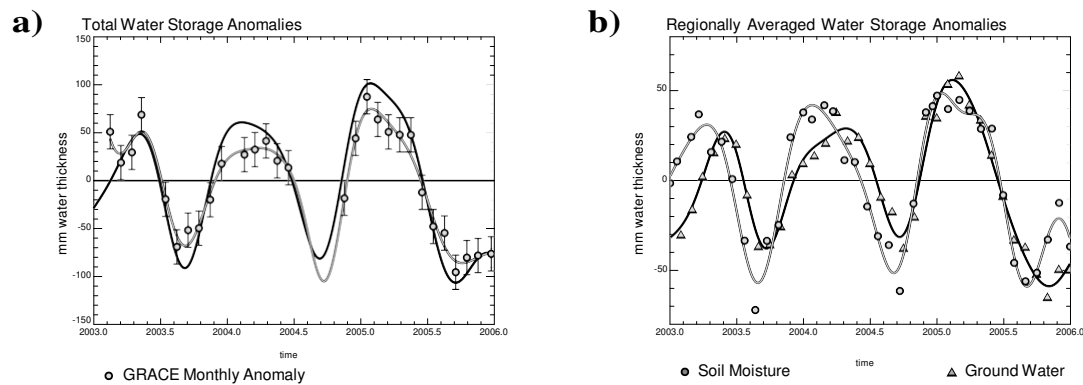 a)
Total Water Storage Anomalies
150
100
50
0
-50
-100
-150
mm water thickness
2003.0 2003.5 2004.0 2004.5 2005.0 2005.5 2006.0
time
GRACE Monthly Anomaly
b)
Regionally Averaged Water Storage Anomalies
50
0
-50
mm water thickness
2003.0 2003.5 2004.0 2004.5 2005.0 2005.5 2006.0
time
Soil Moisture Ground Water